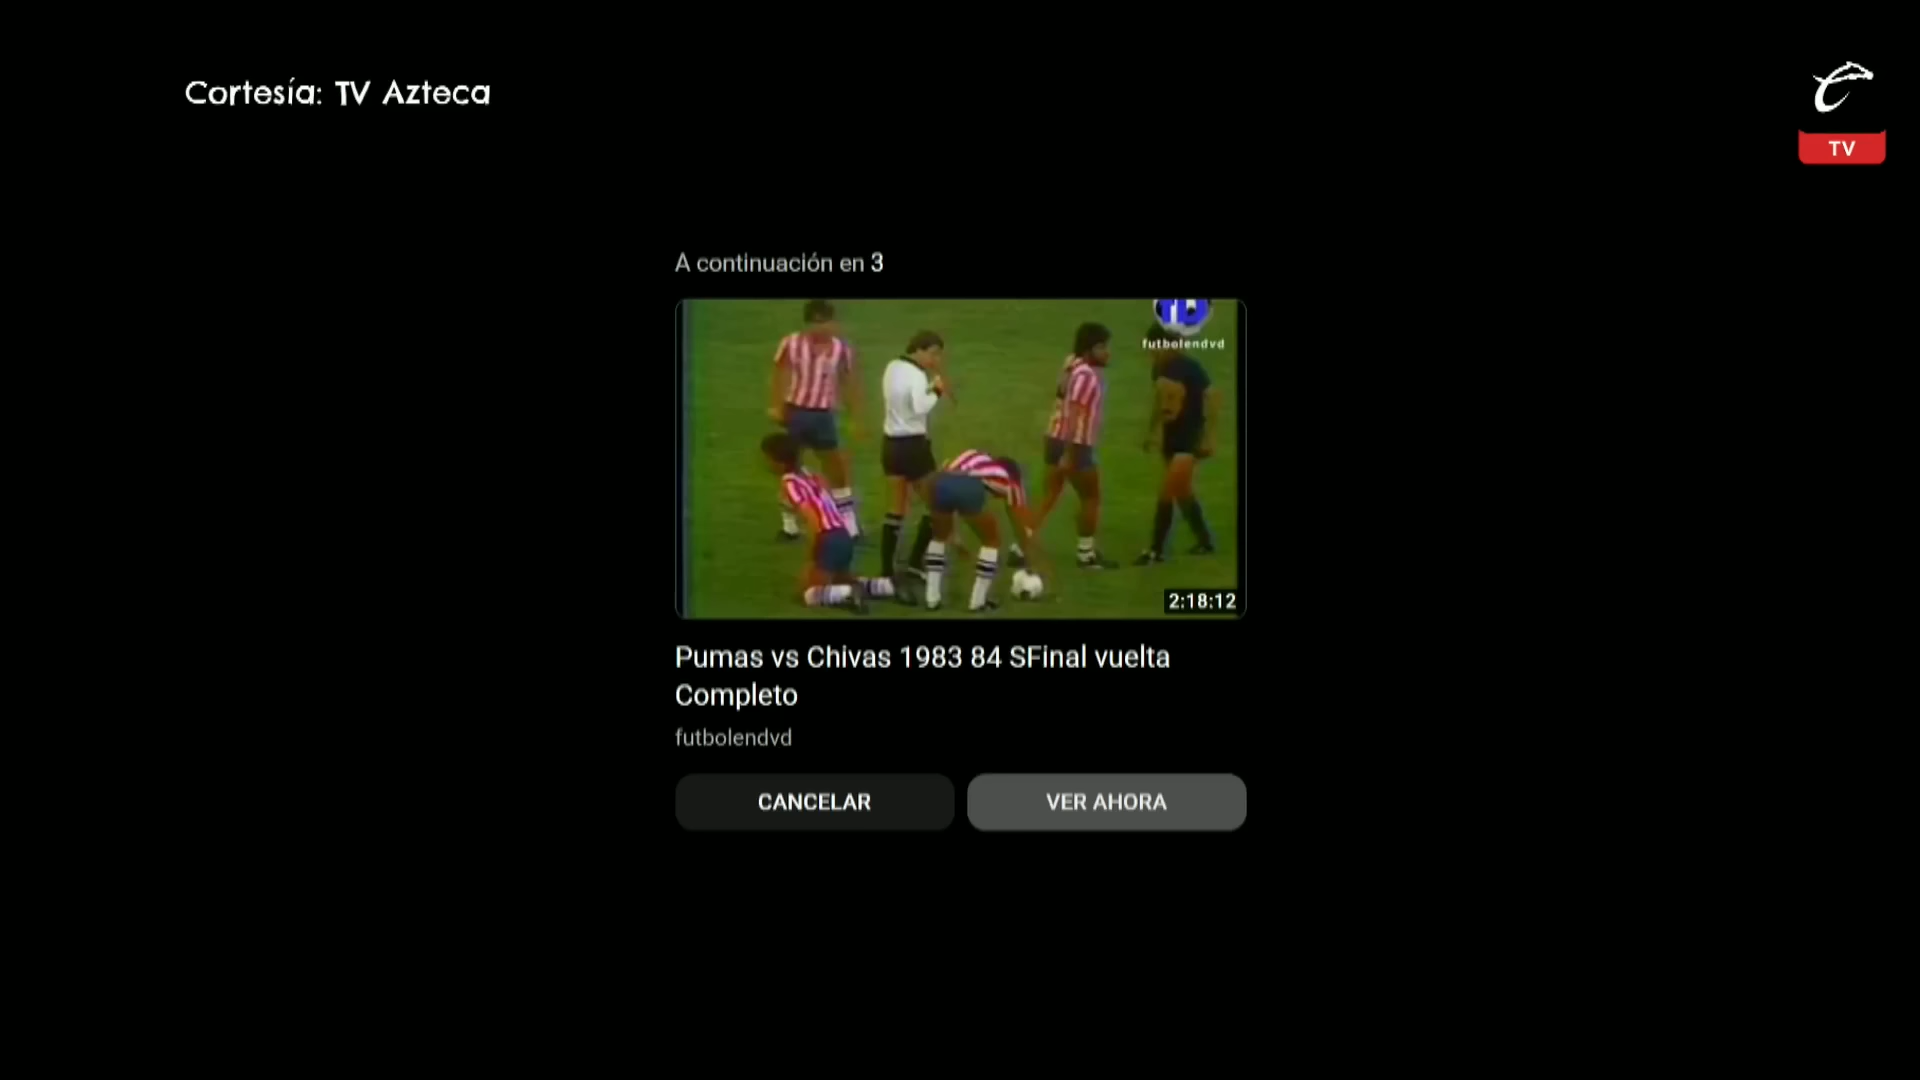 Cortesía: TV Azteca
TV
A continuación en 3
futbolendvd
2:18:12
Pumas vs Chivas 1983 84 SFinal vuelta
Completo
futbolendvd
CANCELAR
VER AHORA